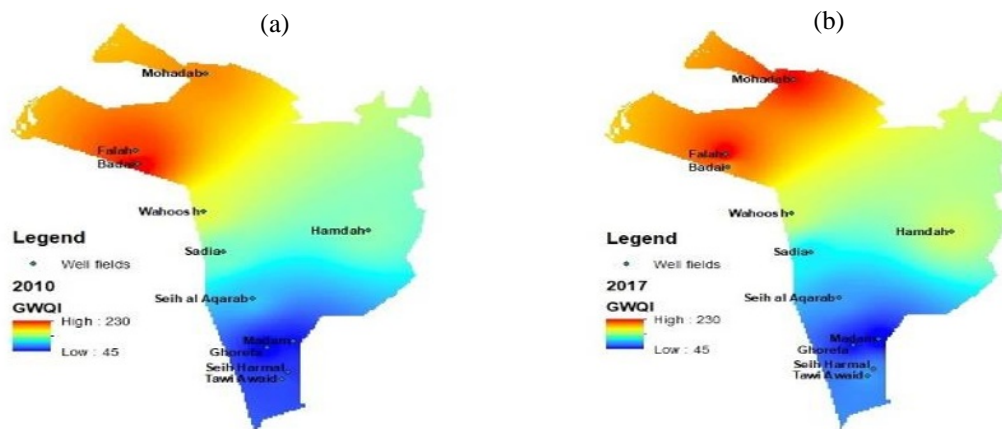 (a)
Mohadab
Falah
Badai
Wahoosh
Hamdah
Sadia
Seih al Aqarab
Madam
Ghorefa
Seih Harmal
Tawi Awaid
Legend
Well fields
2010
GWQI
High : 230
Low : 45
(b)
Mohadab
Falah
Badai
Wahoosh
Hamdah
Sadia
Seih al Aqarab
Madam
Ghorefa
Seih Harmal
Tawi Awaid
Legend
Well fields
2017
GWQI
High : 230
Low : 45